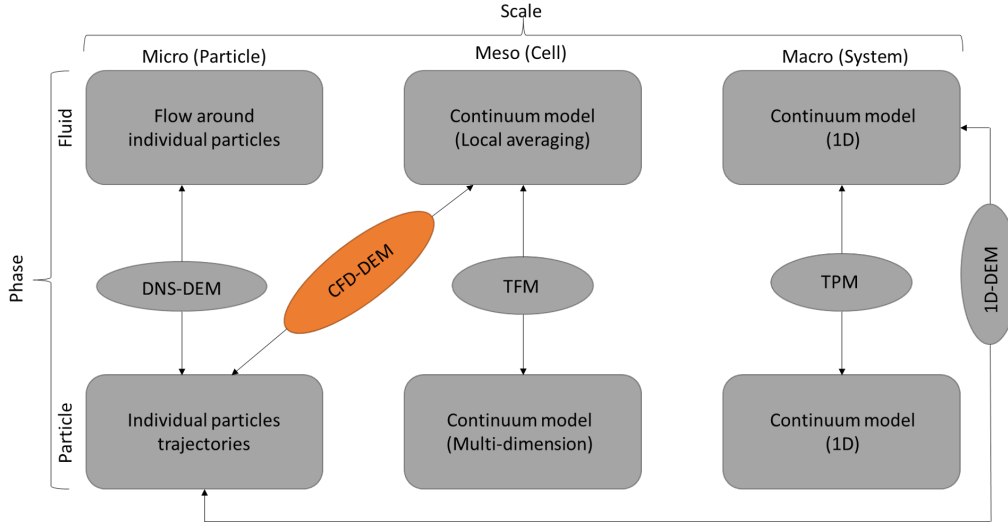 Scale
Micro (Particle)
Meso (Cell)
Macro (System)
Phase
Fluid
Flow around
individual particles
Continuum model
(Local averaging)
Continuum model
(1D)
DNS-DEM
CFD-DEM
TFM
TPM
1D-DEM
Particle
Individual particles
trajectories
Continuum model
(Multi-dimension)
Continuum model
(1D)